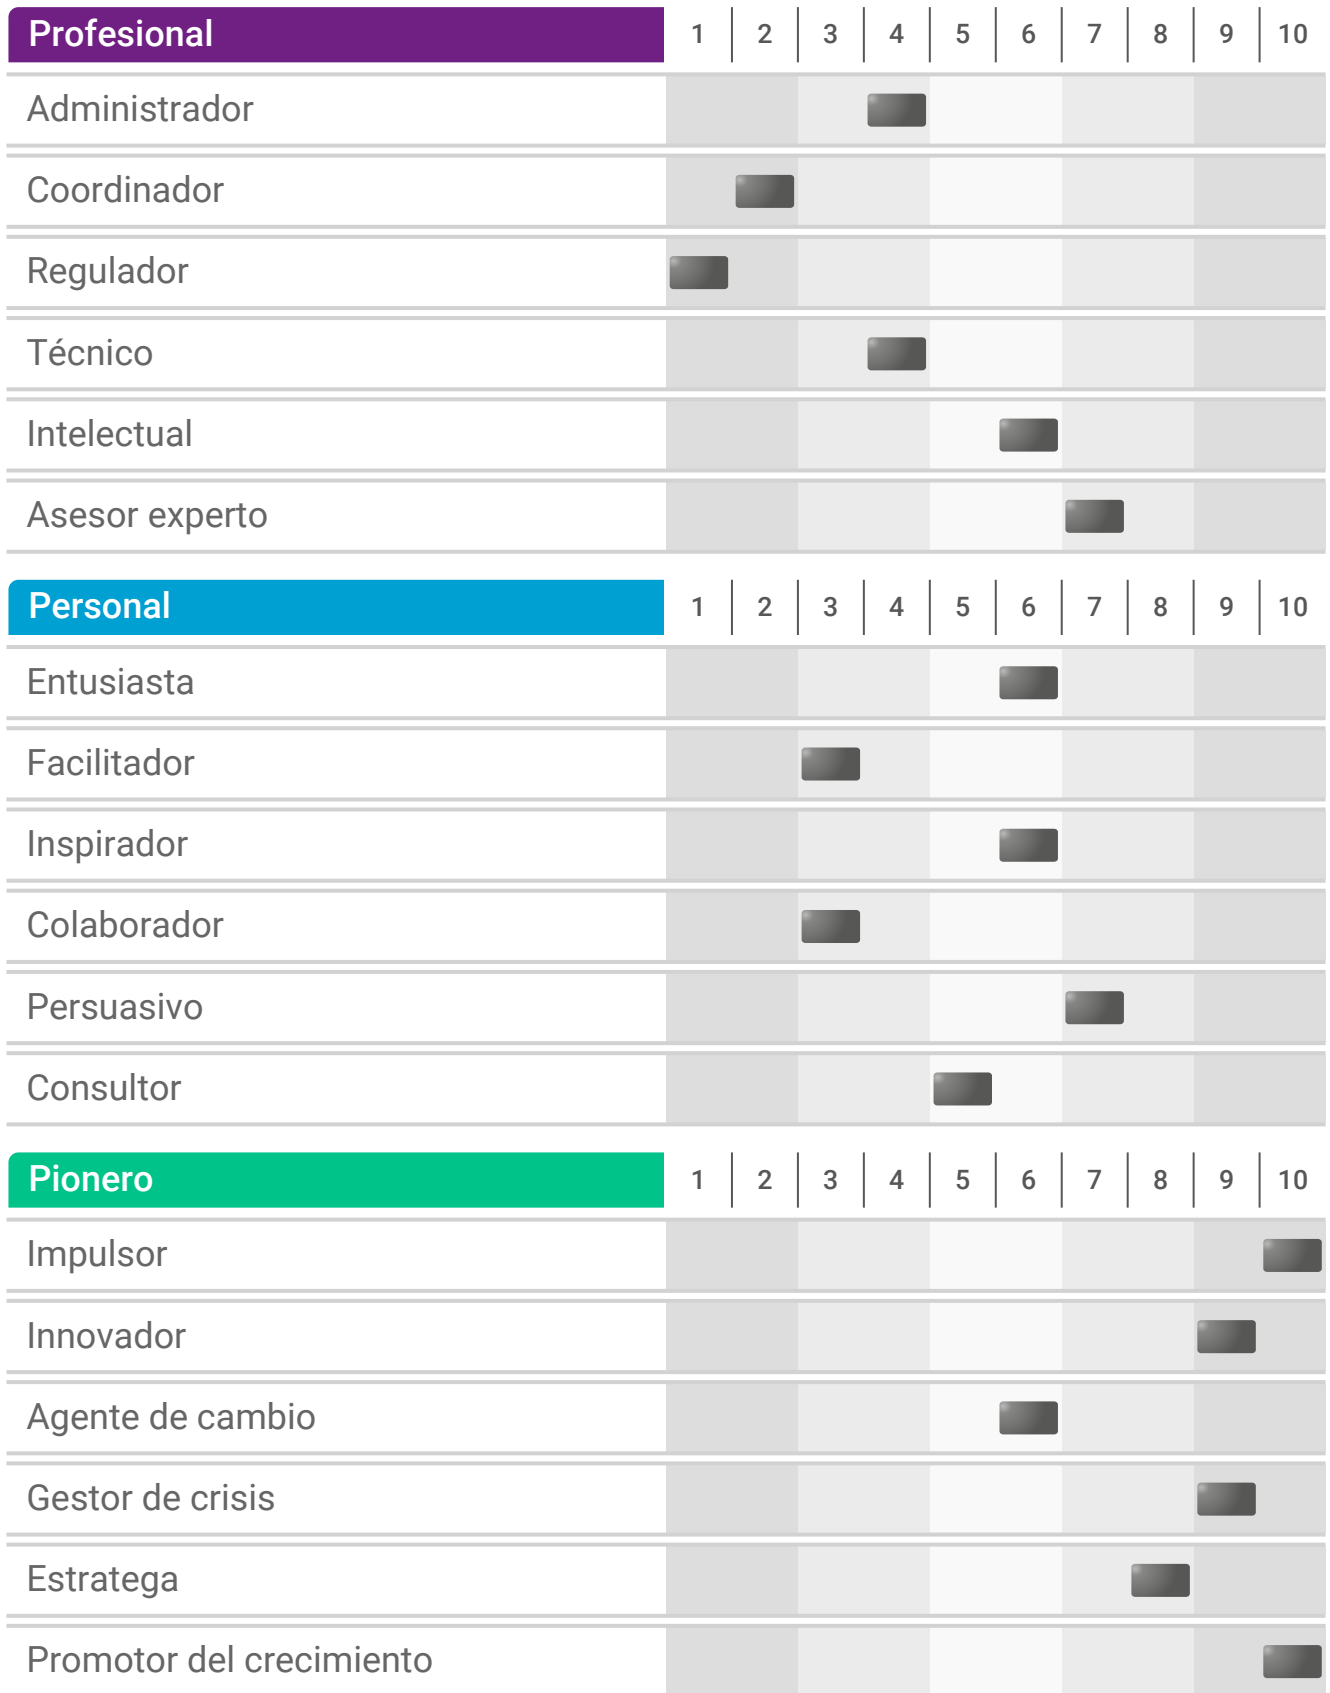 Profesional 1 2 3 4 5 6 7 8 9 10
Administrador
Coordinador
Regulador
Técnico
Intelectual
Asesor experto
Personal 1 2 3 4 5 6 7 8 9 10
Entusiasta
Facilitador
Inspirador
Colaborador
Persuasivo
Consultor
Pionero 1 2 3 4 5 6 7 8 9 10
Impulsor
Innovador
Agente de cambio
Gestor de crisis
Estratega
Promotor del crecimiento